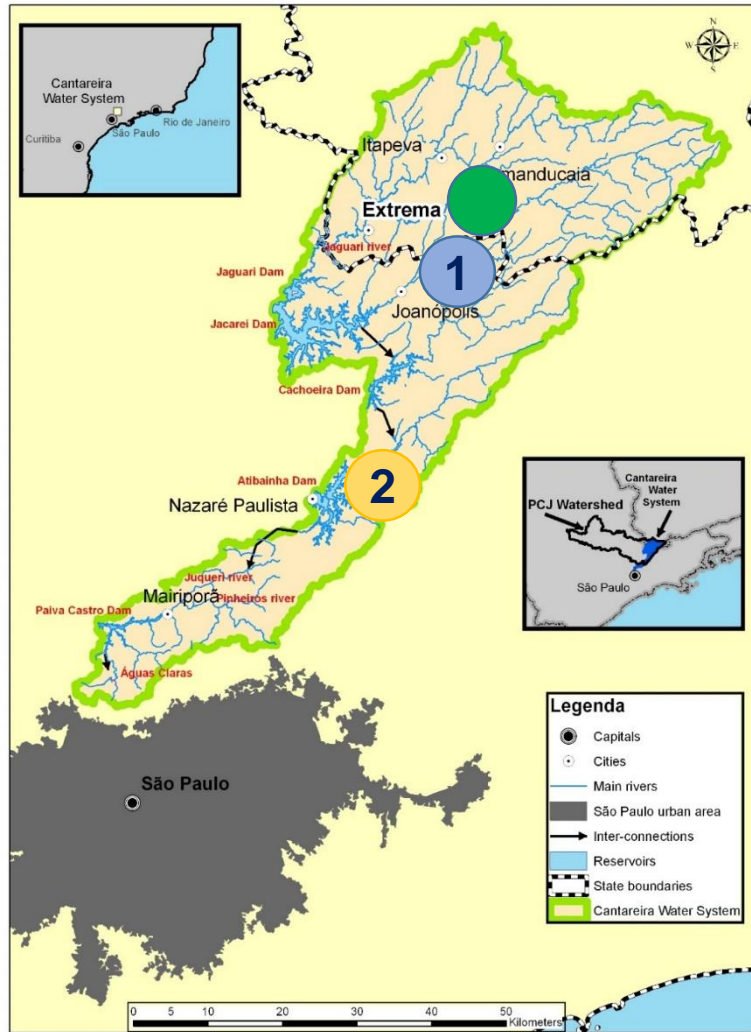 N
W
E
S
Cantareira
Water System
Rio de Janeiro
São Paulo
Curitiba
Itapeva
manducaia
Extrema
Jaguari river
1
Jaguari Dam
Joanópolis
Jacarei Dam
Cachoeira Dam
2
Atibainha Dam
Nazaré Paulista
Cantareira
Water
System
PCJ Watershed
São Paulo
Juqueri river
Mairiporã
Pinheiros river
Paiva Castro Dam
Águas Claras
São Paulo
Legenda
Capitals
Cities
Main rivers
São Paulo urban area
Inter-connections
Reservoirs
State boundaries
Cantareira Water System
0 5 10 20 30 40 50
Kilometers